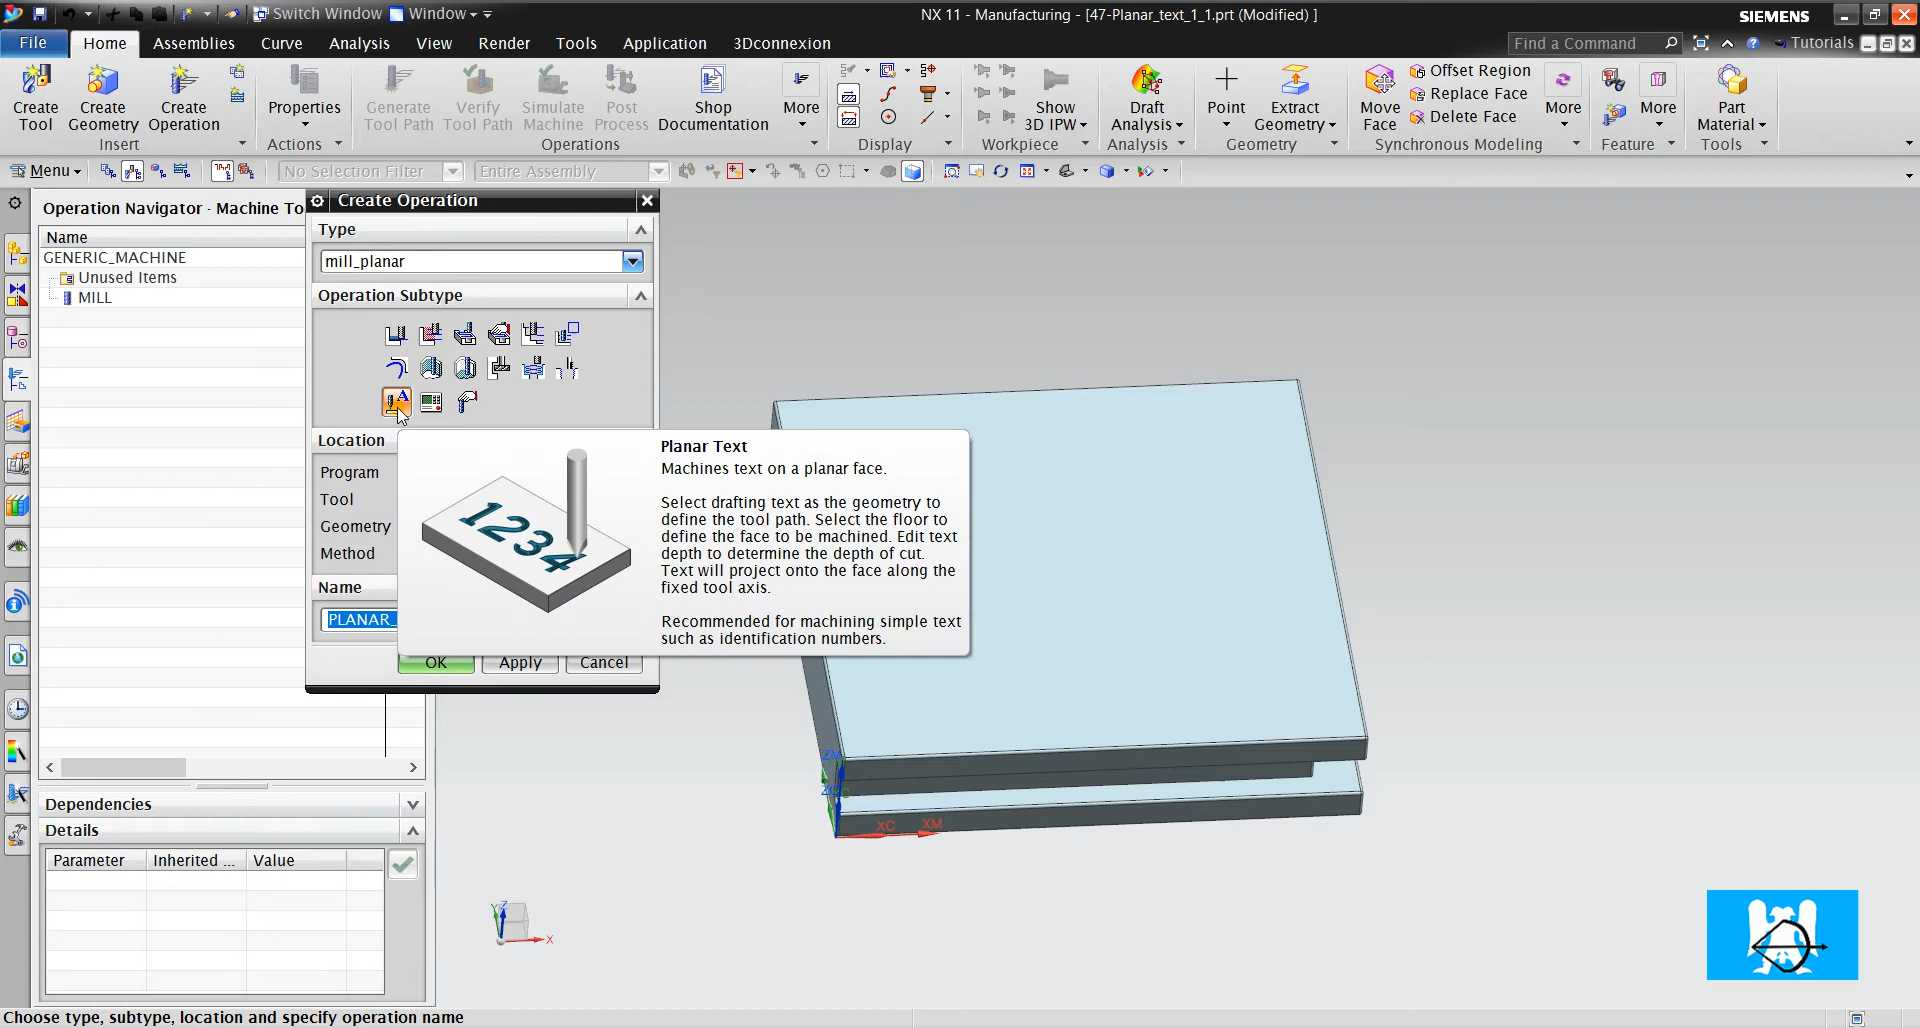 Switch Window Window NX 11 - Manufacturing - [47-Planar_text_1_1.prt (Modified) ] SIEMENS
File Home Assemblies Curve Analysis View Render Tools Application 3Dconnexion Find a Command Tutorials
Create Tool
Create Geometry
Create Operation
Insert
Properties
Actions
Generate Tool Path
Verify Tool Path
Simulate Machine
Post Process
Shop Documentation
More
Operations
Display
Show 3D IPW
Workpiece
Draft Analysis
Analysis
Point
Extract Geometry
Geometry
Move Face
Offset Region
Replace Face
Delete Face
More
Synchronous Modeling
More
Feature
Part Material
Tools
Menu No Selection Filter Entire Assembly
Operation Navigator - Machine To
Name
GENERIC_MACHINE
Unused Items
MILL
Create Operation
Type
mill_planar
Operation Subtype
Location
Program
Tool
Geometry
Method
Name
PLANAR_
OK Apply Cancel
1234
Planar Text
Machines text on a planar face.
Select drafting text as the geometry to
define the tool path. Select the floor to
define the face to be machined. Edit text
depth to determine the depth of cut.
Text will project onto the face along the
fixed tool axis.
Recommended for machining simple text
such as identification numbers.
Dependencies
Details
Parameter Inherited ... Value
ZM
XC XM
Y Z
X
Choose type, subtype, location and specify operation name